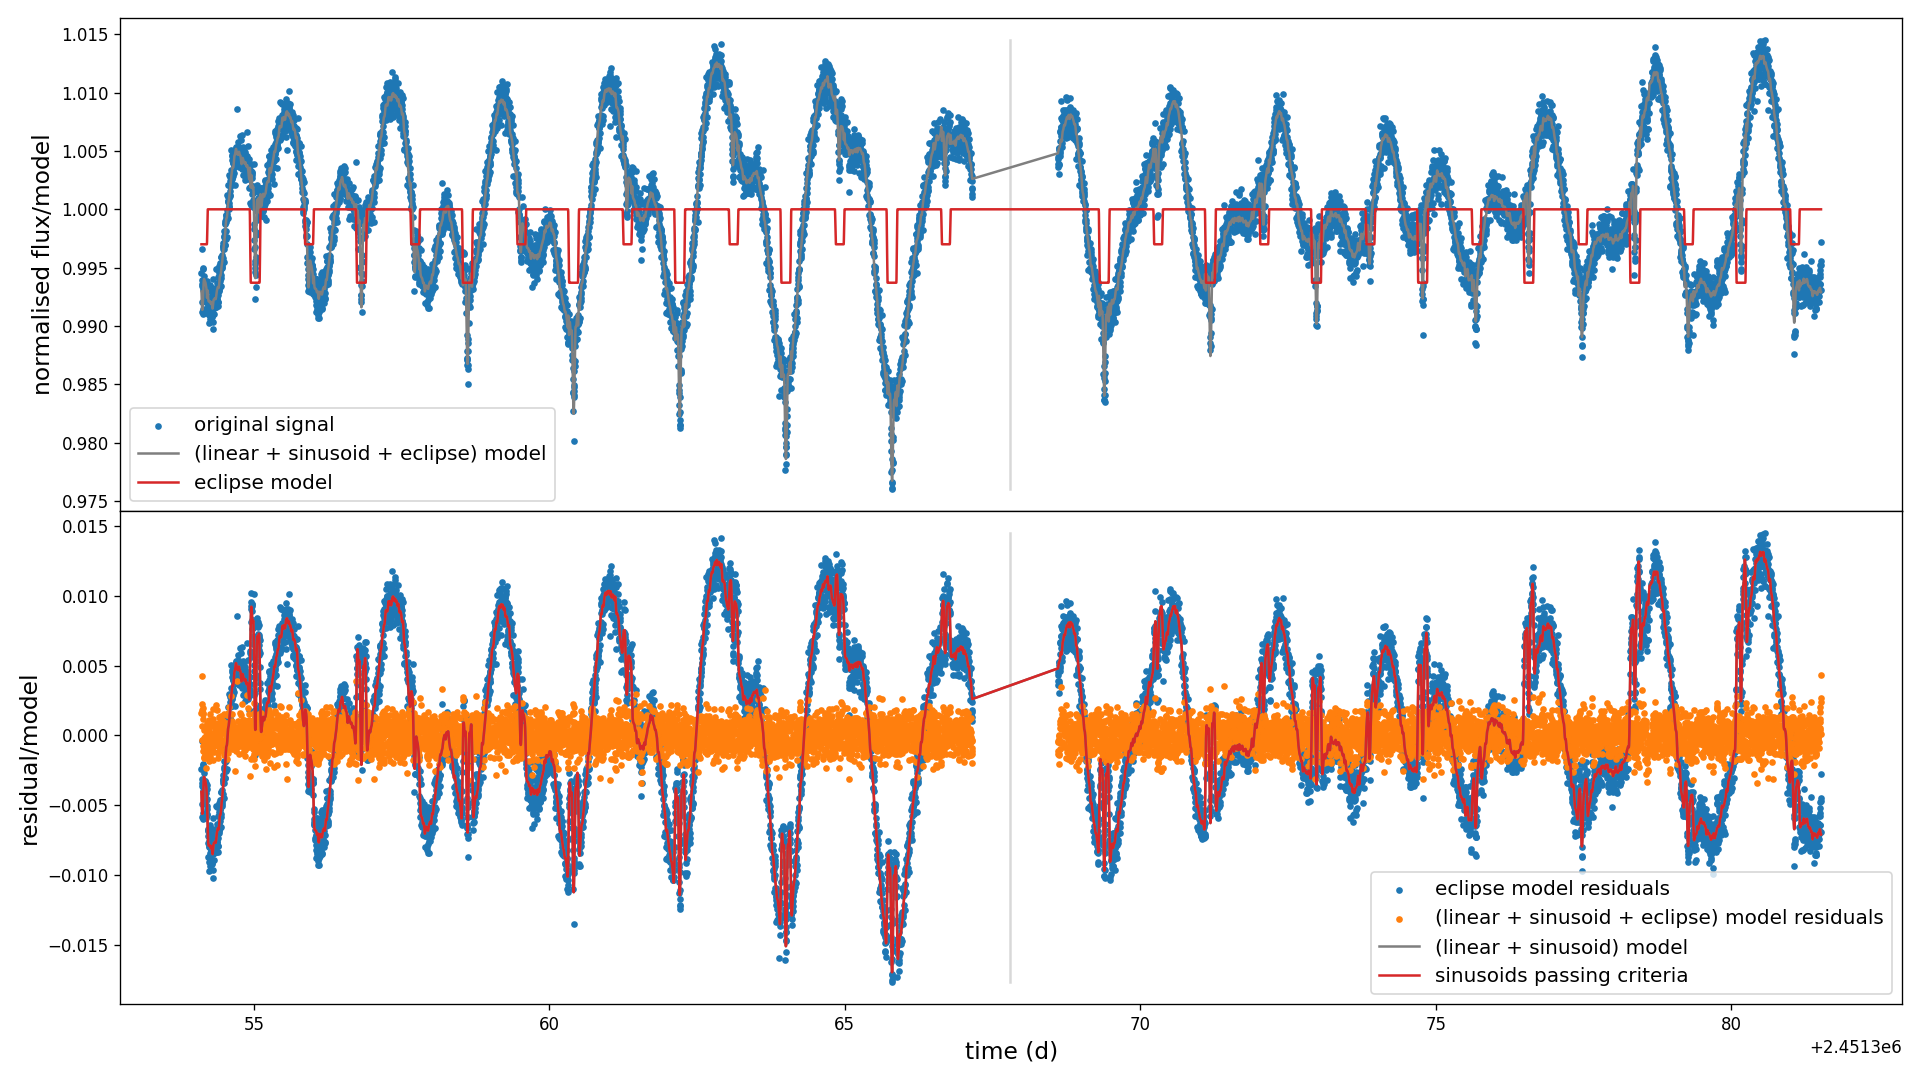 1.015
1.010
1.005
1.000
0.995
0.990
0.985
0.980
0.975
normalised flux/model
original signal
(linear + sinusoid + eclipse) model
eclipse model
0.015
0.010
0.005
0.000
−0.005
−0.010
−0.015
residual/model
eclipse model residuals
(linear + sinusoid + eclipse) model residuals
(linear + sinusoid) model
sinusoids passing criteria
55 60 65 70 75 80
time (d)
+2.4513e6